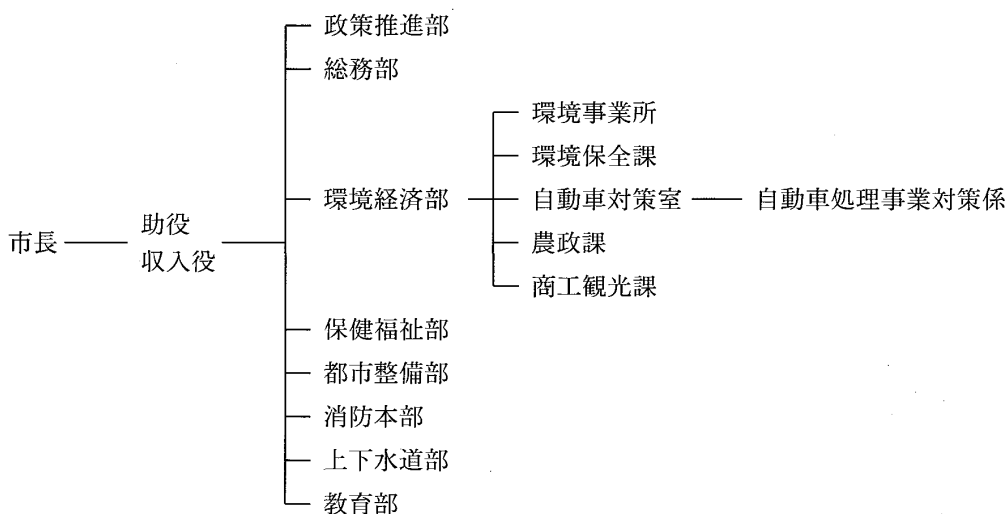 政策推進部
総務部
環境事業所
環境保全課
環境経済部
自動車対策室
自動車処理事業対策係
市長
助役
収入役
農政課
商工観光課
保健福祉部
都市整備部
消防本部
上下水道部
教育部